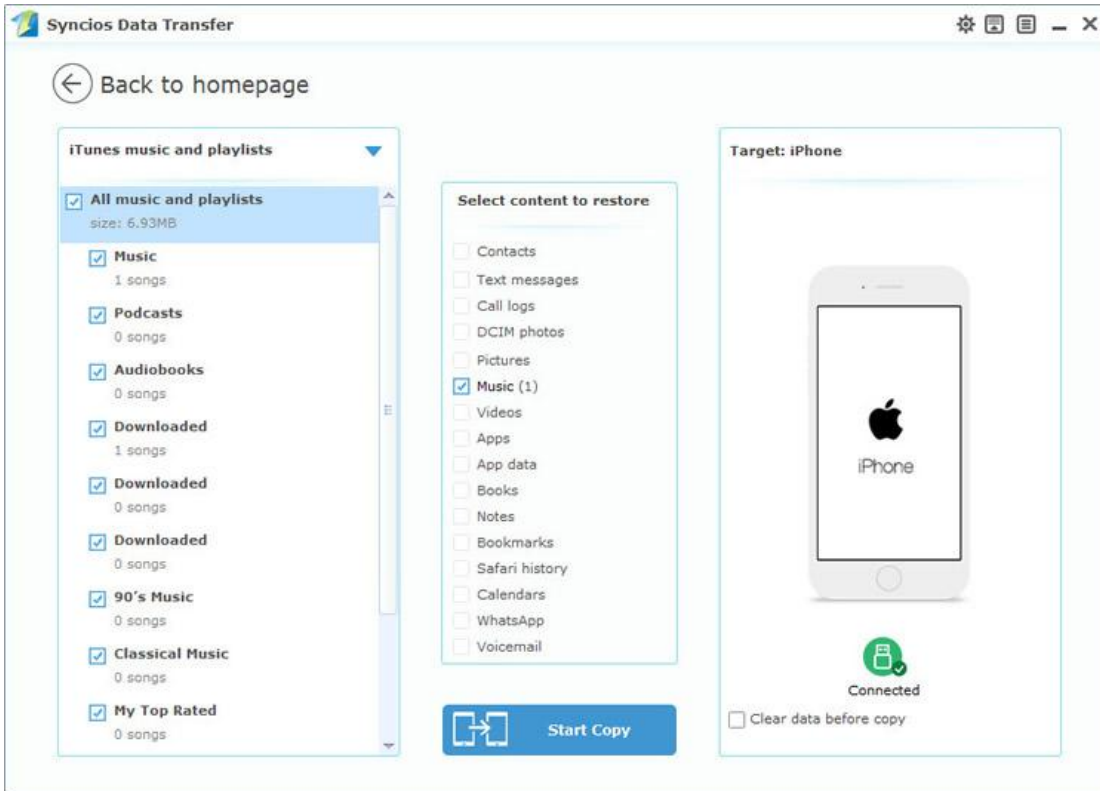 Syncios Data Transfer
Back to homepage
iTunes music and playlists
All music and playlists
size: 6.93MB
Music
1 songs
Podcasts
0 songs
Audiobooks
0 songs
Downloaded
1 songs
Downloaded
0 songs
Downloaded
0 songs
90's Music
0 songs
Classical Music
0 songs
My Top Rated
0 songs
Select content to restore
Contacts
Text messages
Call logs
DCIM photos
Pictures
Music (1)
Videos
Apps
App data
Books
Notes
Bookmarks
Safari history
Calendars
WhatsApp
Voicemail
Start Copy
Target: iPhone
iPhone
Connected
Clear data before copy